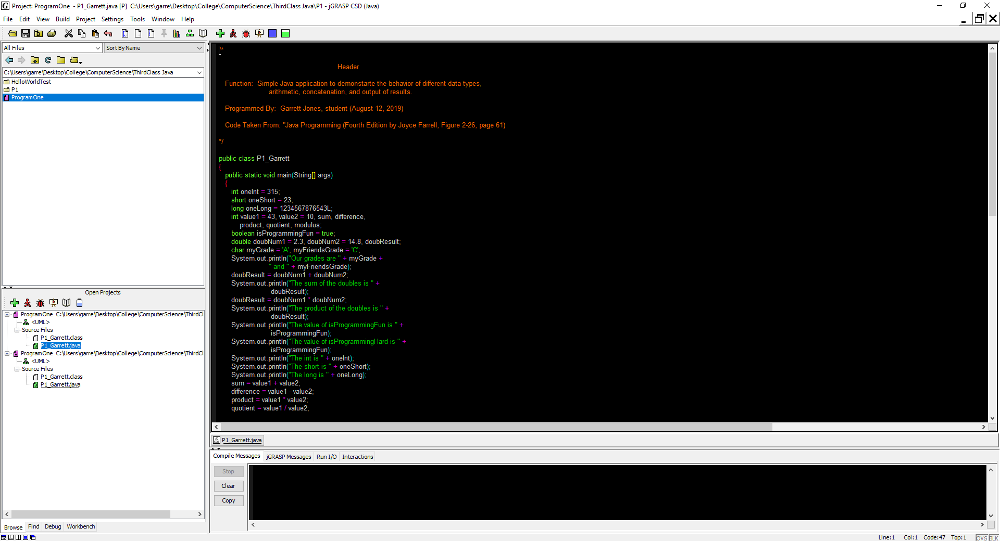 Project: ProgramOne - P1_Garrett.java [P] C:\Users\garre\Desktop\College\ComputerScience\ThirdClass Java\P1 - jGRASP CSD (Java)
File Edit View Build Project Settings Tools Window Help
All Files
Sort By Name
C:\Users\garre\Desktop\College\ComputerScience\ThirdClass Java
HelloWorldTest
P1
ProgramOne
Open Projects
ProgramOne C:\Users\garre\Desktop\College\ComputerScience\ThirdCl
<UML>
Source Files
P1_Garrett.class
P1_Garrett.java
ProgramOne C:\Users\garre\Desktop\College\ComputerScience\ThirdCl
<UML>
Source Files
P1_Garrett.class
P1_Garrett.java
Browse Find Debug Workbench
/*
Header
Function: Simple Java application to demonstarte the behavior of different data types,
arithmetic, concatenation, and output of results.
Programmed By: Garrett Jones, student (August 12, 2019)
Code Taken From: "Java Programming (Fourth Edition by Joyce Farrell, Figure 2-26, page 61)
*/
public class P1_Garrett
{
public static void main(String[] args)
{
int oneInt = 315;
short oneShort = 23;
long oneLong = 1234567876543L;
int value1 = 43, value2 = 10, sum, difference,
product, quotient, modulus;
boolean isProgrammingFun = true;
double doubNum1 = 2.3, doubNum2 = 14.8, doubResult;
char myGrade = 'A', myFriendsGrade = 'C';
System.out.println("Our grades are " + myGrade +
" and " + myFriendsGrade);
doubResult = doubNum1 + doubNum2;
System.out.println("The sum of the doubles is " +
doubResult);
doubResult = doubNum1 * doubNum2;
System.out.println("The product of the doubles is " +
doubResult);
System.out.println("The value of isProgrammingFun is " +
isProgrammingFun);
System.out.println("The value of isProgrammingHard is " +
isProgrammingFun);
System.out.println("The int is " + oneInt);
System.out.println("The short is " + oneShort);
System.out.println("The long is " + oneLong);
sum = value1 + value2;
difference = value1 - value2;
product = value1 * value2;
quotient = value1 / value2;
P1_Garrett.java
Compile Messages jGRASP Messages Run I/O Interactions
Stop
Clear
Copy
Line:1 Col:1 Code:47 Top:1 OVS BLK